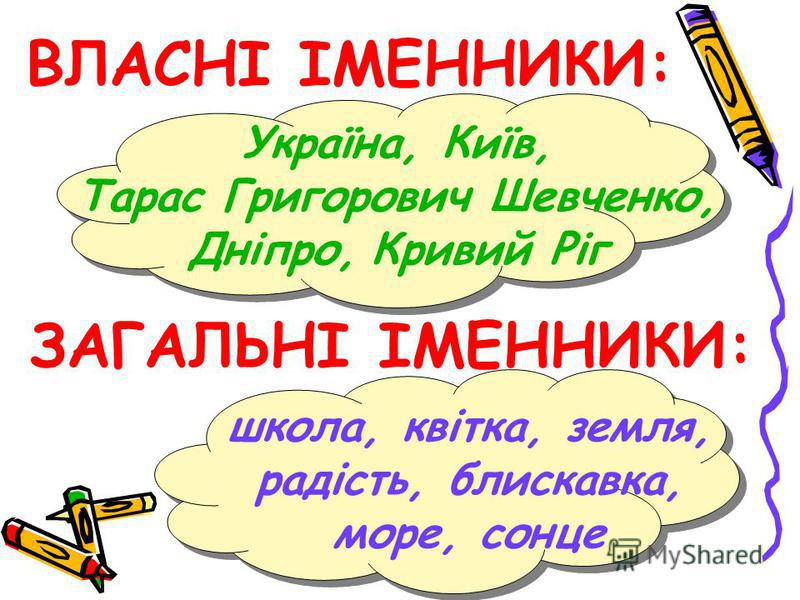 ВЛАСНІ ІМЕННИКИ:
Україна, Київ,
Тарас Григорович Шевченко,
Дніпро, Кривий Ріг
ЗАГАЛЬНІ ІМЕННИКИ:
школа, квітка, земля,
радість, блискавка,
море, сонце
MyShared